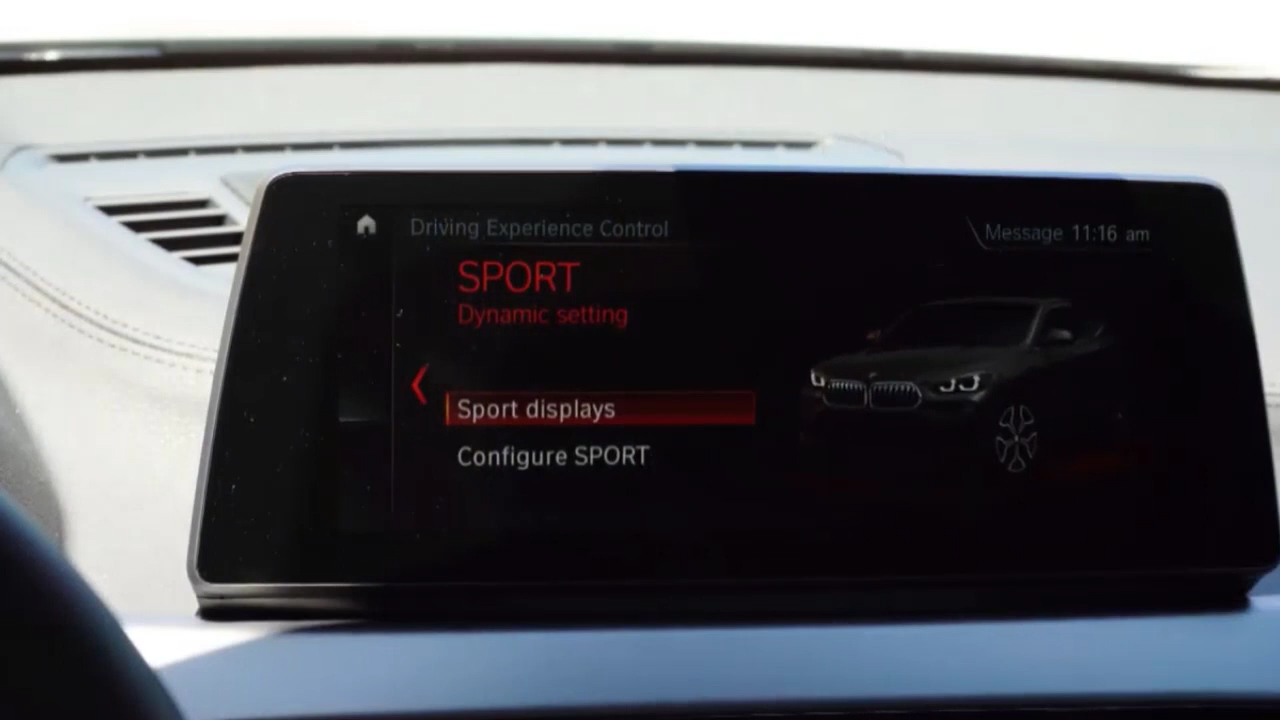 Driving Experience Control
Message 11:16 am
SPORT
Dynamic setting
Sport displays
Configure SPORT